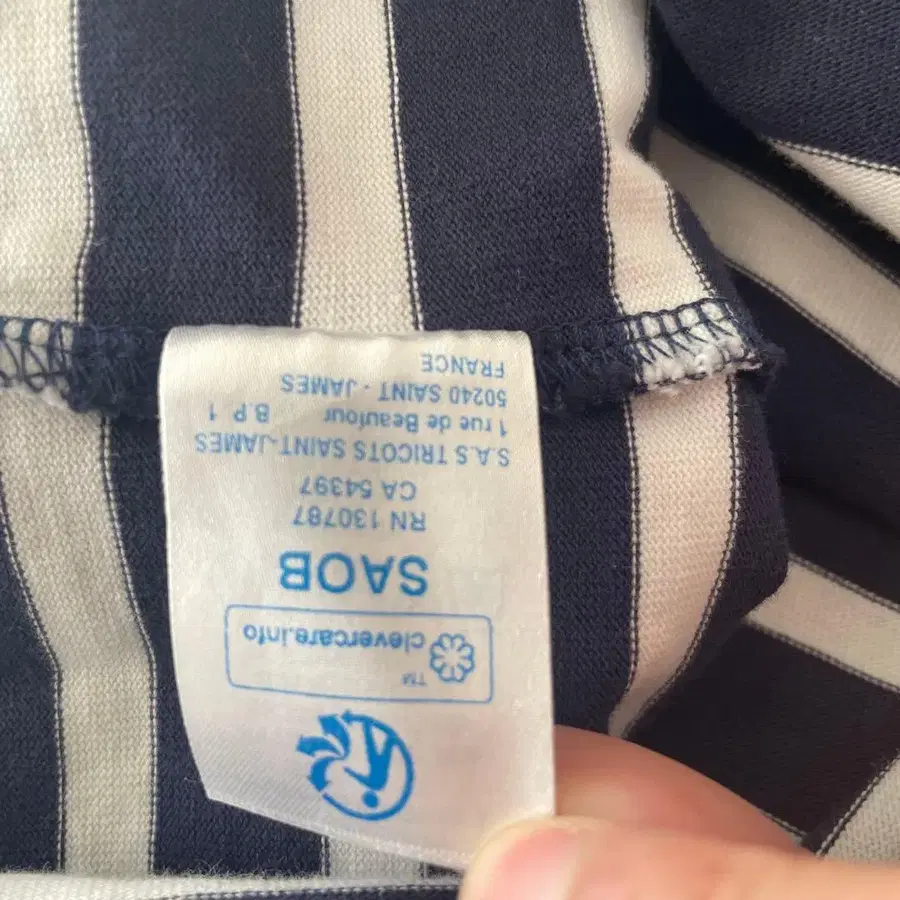 ™
clevercare.info
SAOB
RN 130787
CA 54397
S.A.S TRICOTS SAINT-JAMES
1 rue de Beaufour B.P 1
50240 SAINT - JAMES
FRANCE